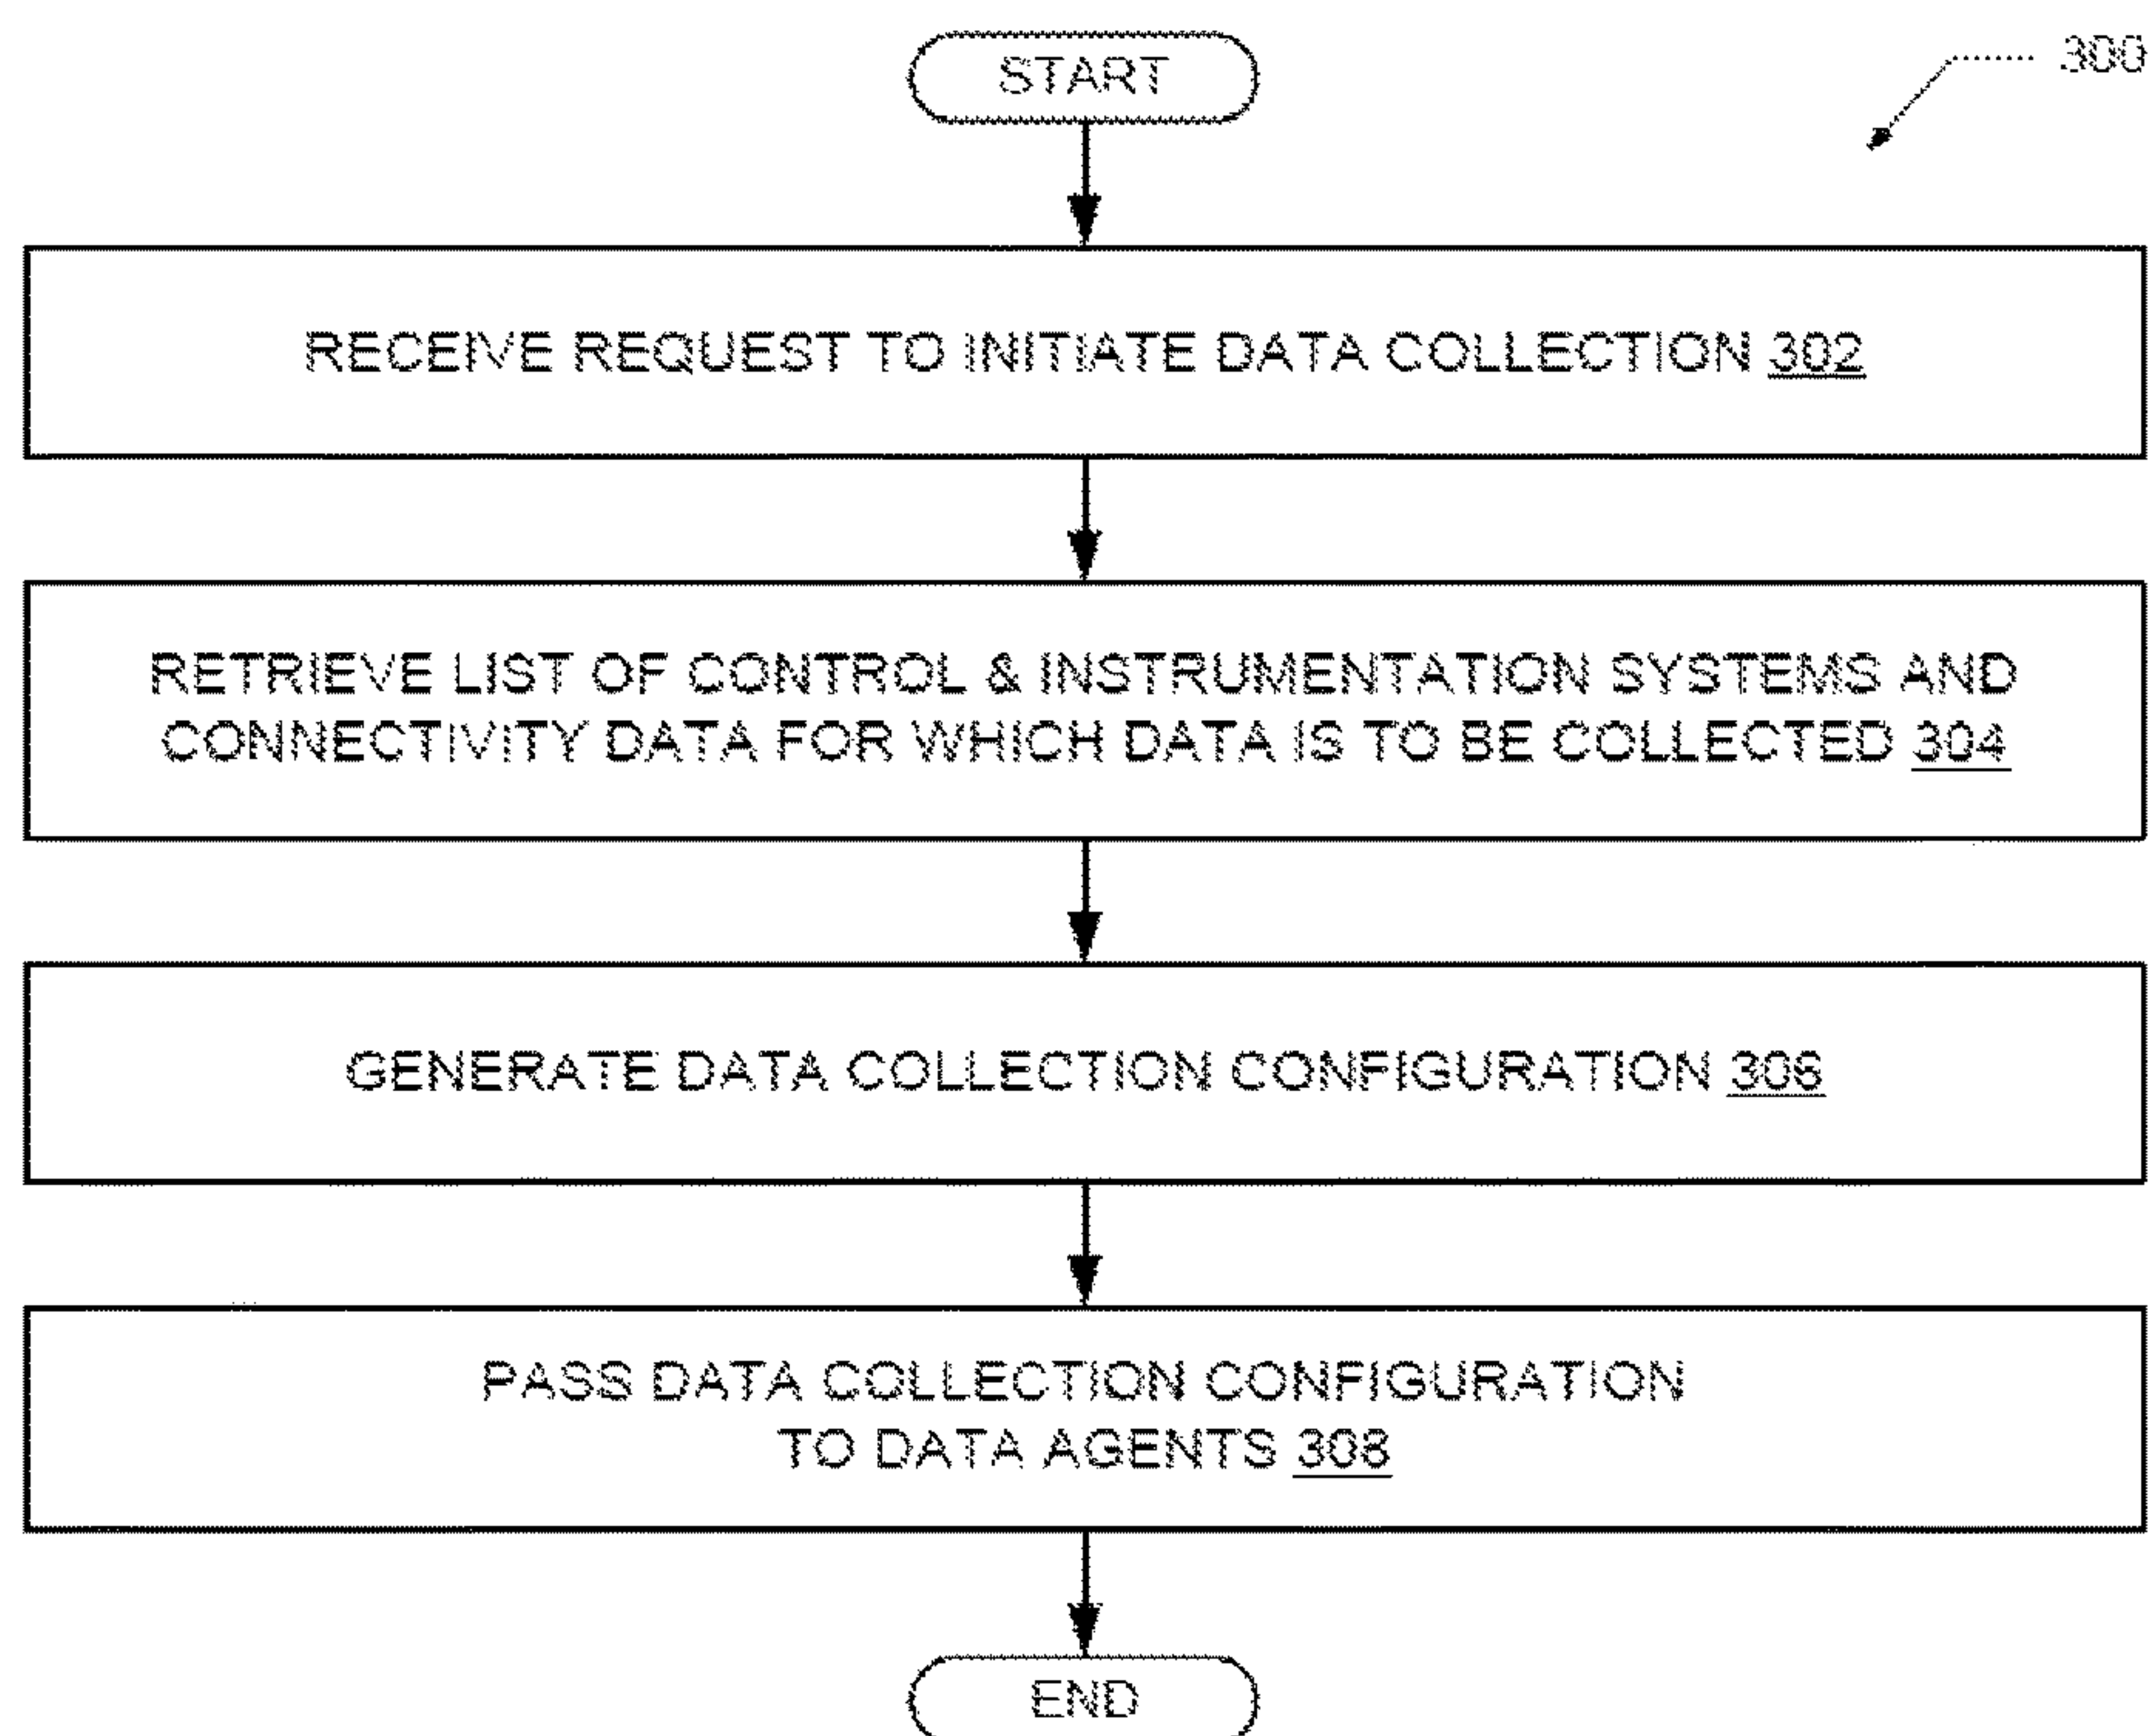 START
300
RECEIVE REQUEST TO INITIATE DATA COLLECTION 302
RETRIEVE LIST OF CONTROL & INSTRUMENTATION SYSTEMS AND
CONNECTIVITY DATA FOR WHICH DATA IS TO BE COLLECTED 304
GENERATE DATA COLLECTION CONFIGURATION 306
PASS DATA COLLECTION CONFIGURATION
TO DATA AGENTS 308
END